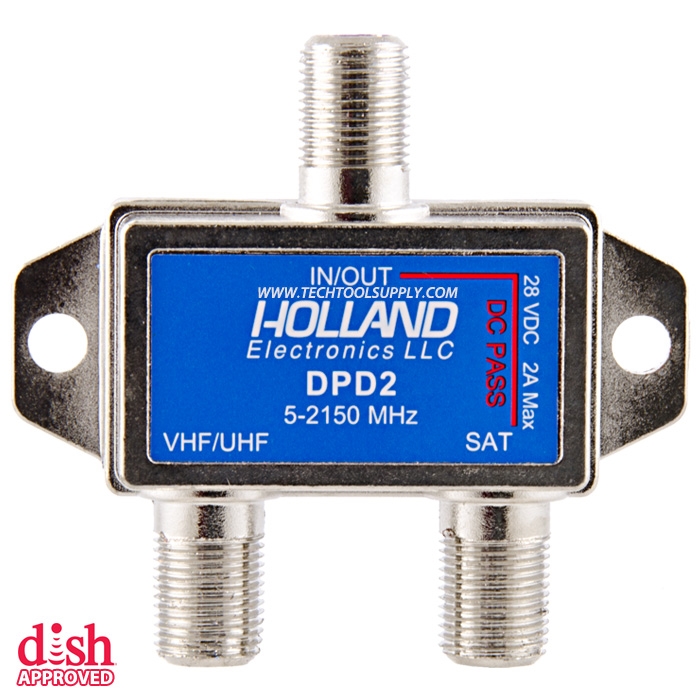 IN/OUT
WWW.TECHTOOLSUPPLY.COM
HOLLAND
Electronics LLC
DPD2
5-2150 MHz
VHF/UHF
SAT
DC PASS
28 VDC 2A Max
dish
APPROVED